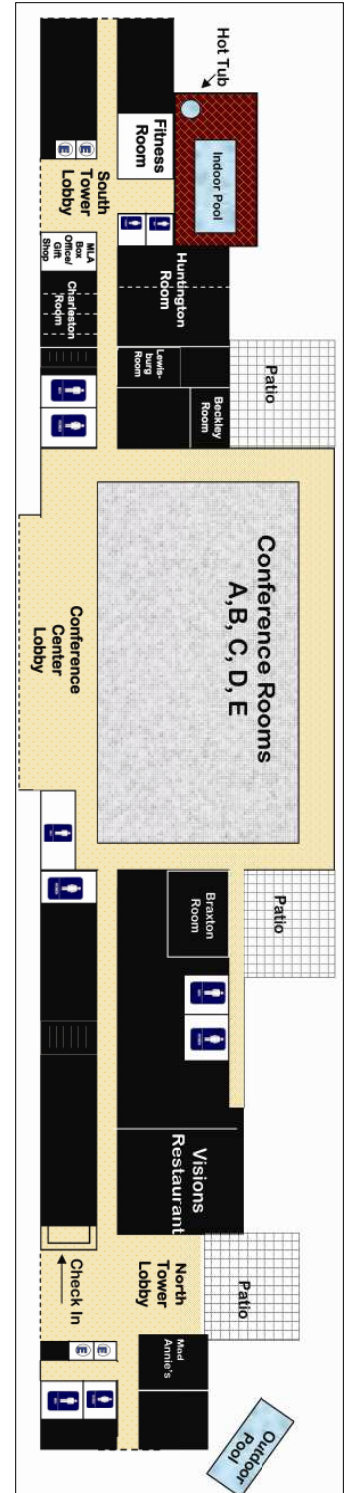 Hot Tub
Indoor Pool
Fitness
Room
South
Tower
Lobby
E
E
MLA
Box
Office/
Gift
Shop
Charleston
Room
Huntington
Room
Lewis-
burg
Room
Beckley
Room
Patio
Conference Rooms
A,B, C, D, E
Conference
Center
Lobby
Patio
Braxton
Room
Visions
Restaurant
North
Tower
Lobby
Patio
Check In
E
E
Mad
Annie's
Outdoor
Pool